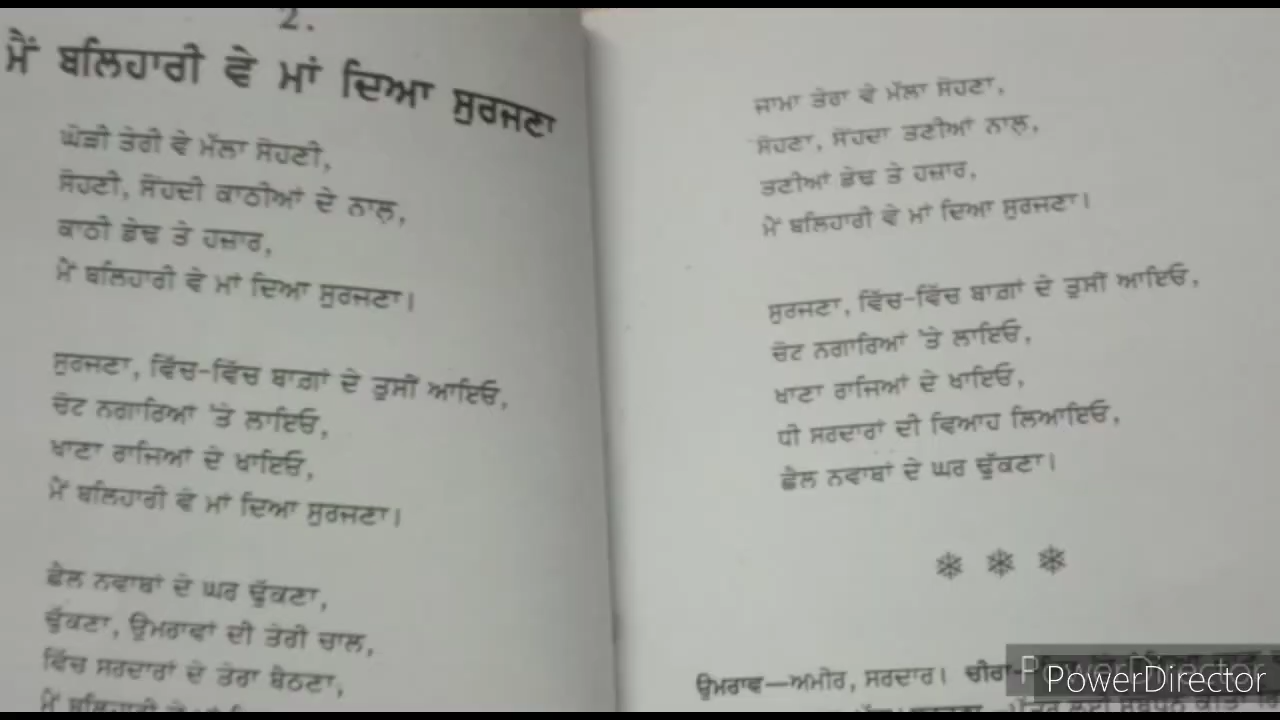 2.
ਮੈਂ ਬਲਿਹਾਰੀ ਵੇ ਮਾਂ ਦਿਆ ਸੁਰਜਣਾ
ਘੋੜੀ ਤੇਰੀ ਵੇ ਮੱਲਾ ਸੋਹਣੀ,
ਸੋਹਣੀ, ਸੋਂਹਦੀ ਕਾਠੀਆਂ ਦੇ ਨਾਲ਼,
ਕਾਠੀ ਡੇਢ ਤੇ ਹਜ਼ਾਰ,
ਮੈਂ ਬਲਿਹਾਰੀ ਵੇ ਮਾਂ ਦਿਆ ਸੁਰਜਣਾ।
ਸੁਰਜਣਾ, ਵਿੱਚ-ਵਿੱਚ ਬਾਗ਼ਾਂ ਦੇ ਤੁਸੀਂ ਆਇਓ,
ਚੋਟ ਨਗਾਰਿਆਂ 'ਤੇ ਲਾਇਓ,
ਖਾਣਾ ਰਾਜਿਆਂ ਦੇ ਖਾਇਓ,
ਮੈਂ ਬਲਿਹਾਰੀ ਵੇ ਮਾਂ ਦਿਆ ਸੁਰਜਣਾ।
ਛੈਲ ਨਵਾਬਾਂ ਦੇ ਘਰ ਢੁੱਕਣਾ,
ਢੁੱਕਣਾ, ਉਮਰਾਵਾਂ ਦੀ ਤੇਰੀ ਚਾਲ,
ਵਿੱਚ ਸਰਦਾਰਾਂ ਦੇ ਤੇਰਾ ਬੈਠਣਾ,
ਮੈਂ ਬਲਿਹਾਰੀ ਵੇ ਮਾਂ ਦਿਆ
ਜਾਮਾ ਤੇਰਾ ਵੇ ਮੱਲਾ ਸੋਹਣਾ,
ਸੋਹਣਾ, ਸੋਂਹਦਾ ਤਣੀਆਂ ਨਾਲ਼,
ਤਣੀਆਂ ਡੇਢ ਤੇ ਹਜ਼ਾਰ,
ਮੈਂ ਬਲਿਹਾਰੀ ਵੇ ਮਾਂ ਦਿਆ ਸੁਰਜਣਾ।
ਸੁਰਜਣਾ, ਵਿੱਚ-ਵਿੱਚ ਬਾਗ਼ਾਂ ਦੇ ਤੁਸੀਂ ਆਇਓ,
ਚੋਟ ਨਗਾਰਿਆਂ 'ਤੇ ਲਾਇਓ,
ਖਾਣਾ ਰਾਜਿਆਂ ਦੇ ਖਾਇਓ,
ਧੀ ਸਰਦਾਰਾਂ ਦੀ ਵਿਆਹ ਲਿਆਇਓ,
ਛੈਲ ਨਵਾਬਾਂ ਦੇ ਘਰ ਢੁੱਕਣਾ।
ਉਮਰਾਵ—ਅਮੀਰ, ਸਰਦਾਰ। ਚੀਰਾ—
PowerDirector